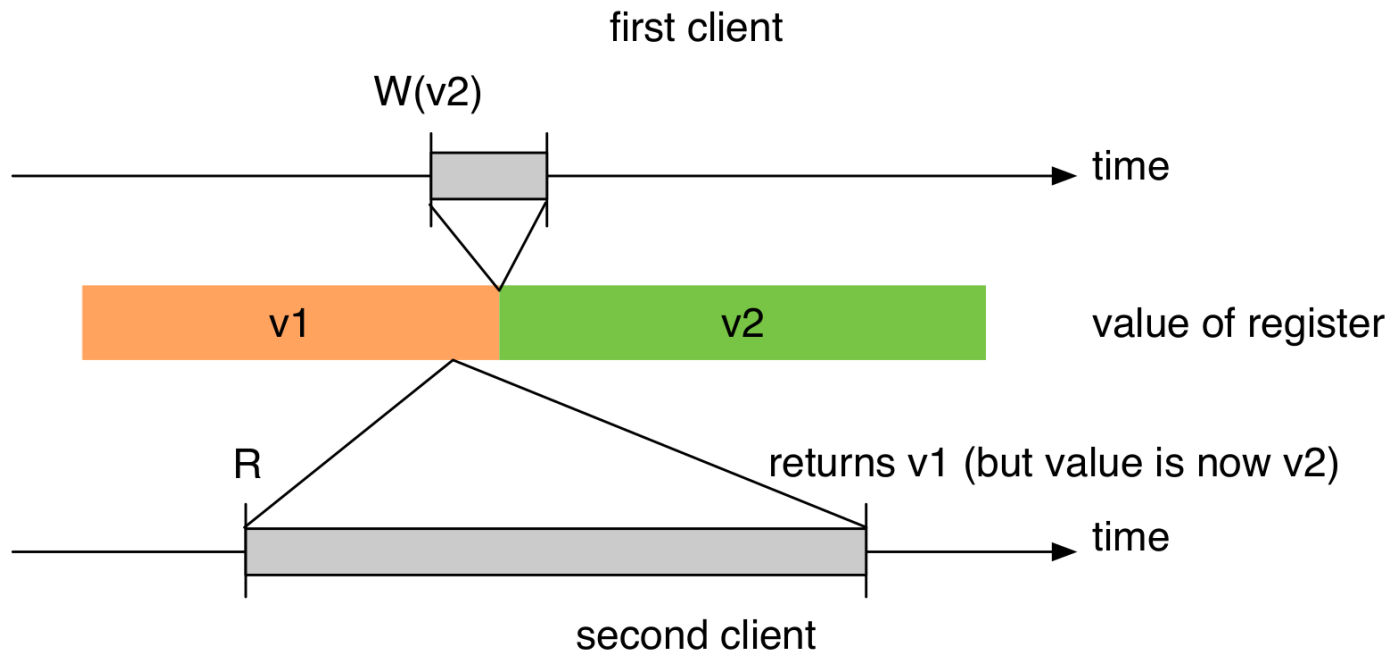 first client
W(v2)
time
v1
v2
value of register
R
returns v1 (but value is now v2)
time
second client